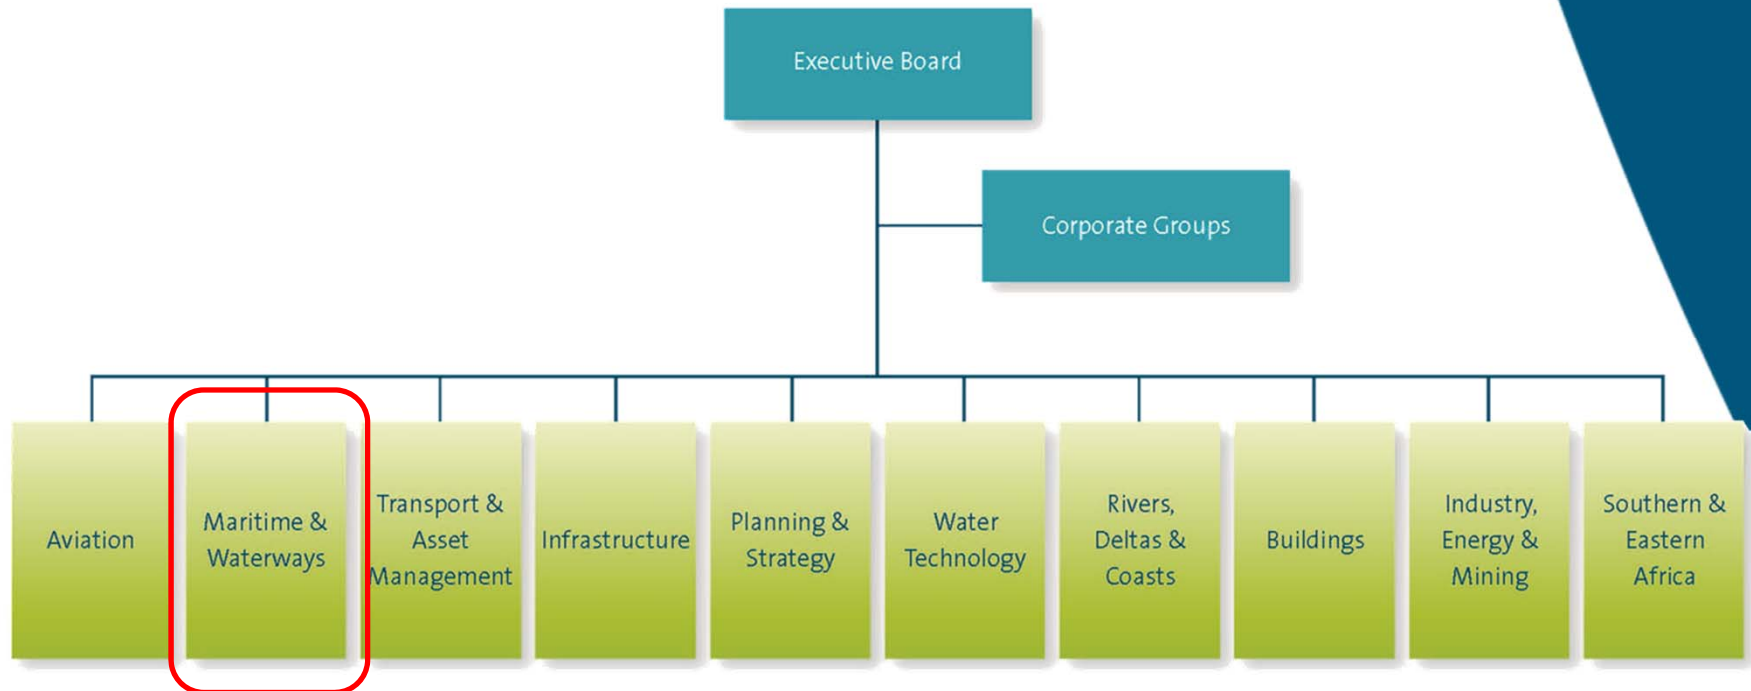 Executive Board
Corporate Groups
Aviation
Maritime &
Waterways
Transport &
Asset
Management
Infrastructure
Planning &
Strategy
Water
Technology
Rivers,
Deltas &
Coasts
Buildings
Industry,
Energy &
Mining
Southern &
Eastern
Africa